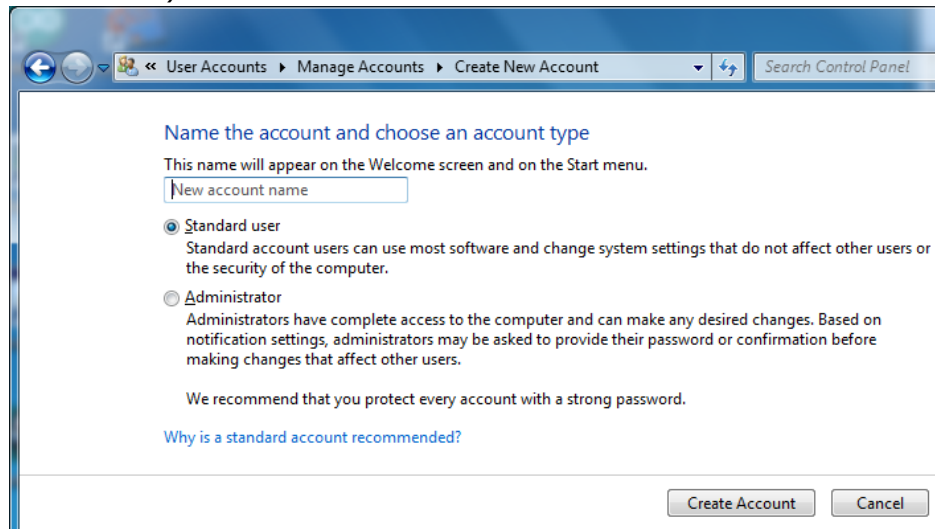 « User Accounts ▸ Manage Accounts ▸ Create New Account
Search Control Panel
Name the account and choose an account type
This name will appear on the Welcome screen and on the Start menu.
New account name
Standard user
Standard account users can use most software and change system settings that do not affect other users or
the security of the computer.
Administrator
Administrators have complete access to the computer and can make any desired changes. Based on
notification settings, administrators may be asked to provide their password or confirmation before
making changes that affect other users.
We recommend that you protect every account with a strong password.
Why is a standard account recommended?
Create Account
Cancel